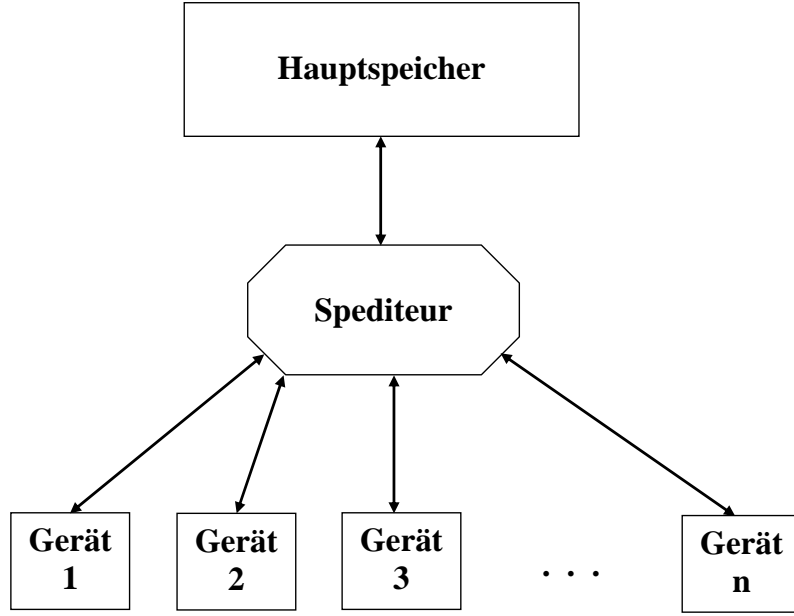 Hauptspeicher
Spediteur
Gerät
1
Gerät
2
Gerät
3
. . .
Gerät
n